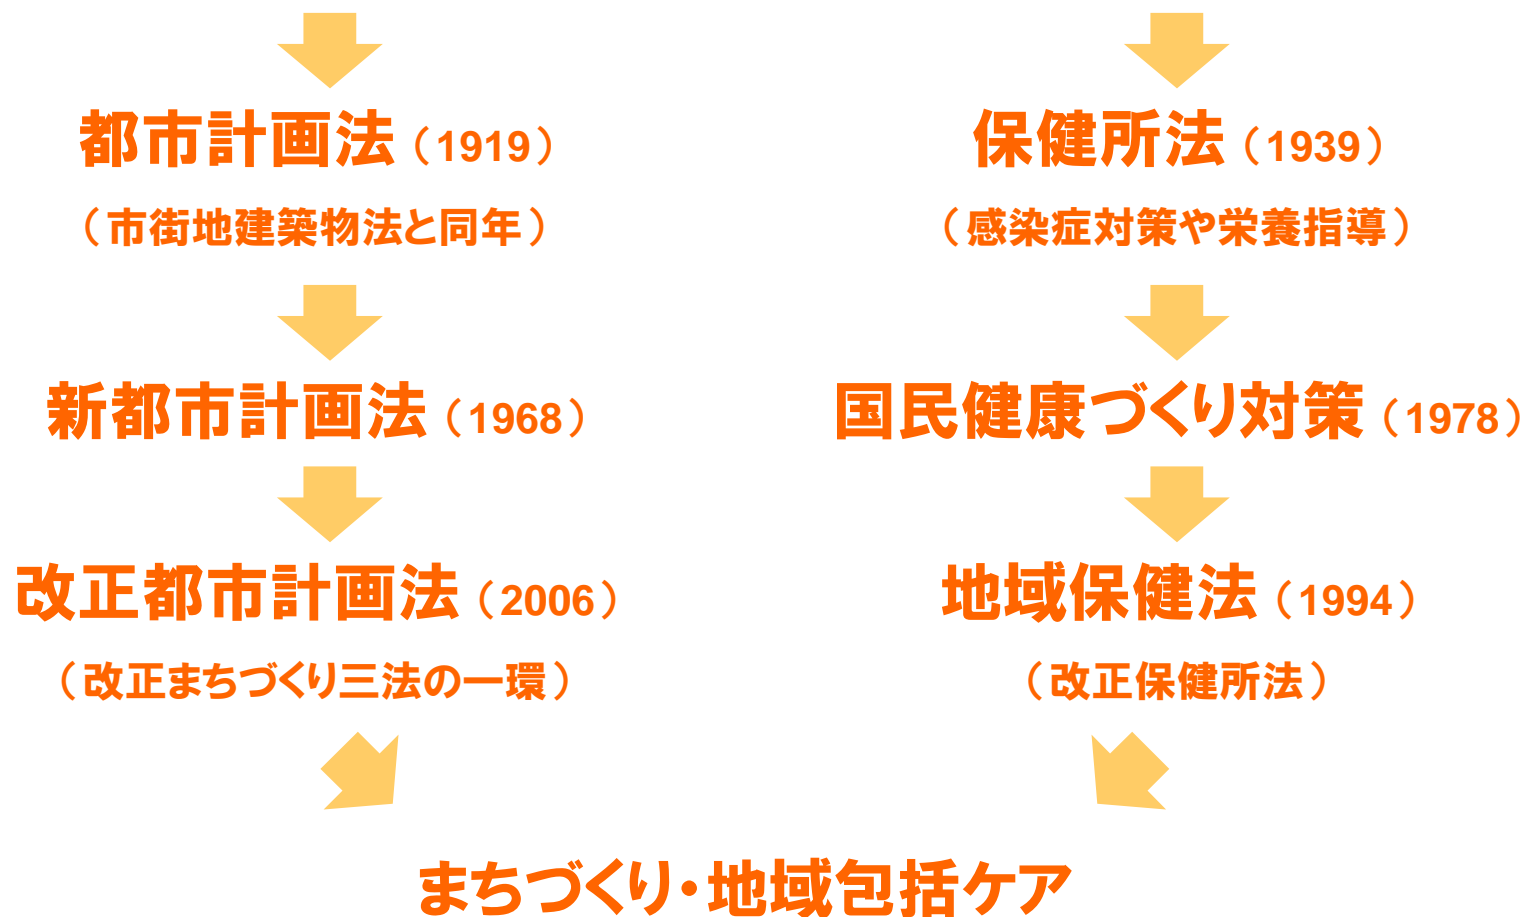 都市計画法（1919）
（市街地建築物法と同年）
新都市計画法（1968）
改正都市計画法（2006）
（改正まちづくり三法の一環）
保健所法（1939）
（感染症対策や栄養指導）
国民健康づくり対策（1978）
地域保健法（1994）
（改正保健所法）
まちづくり・地域包括ケア